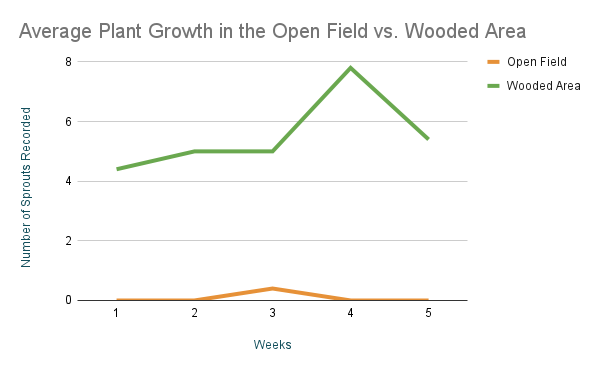 Average Plant Growth in the Open Field vs. Wooded Area
Open Field
Wooded Area
Number of Sprouts Recorded
8
6
4
2
0
1 2 3 4 5
Weeks